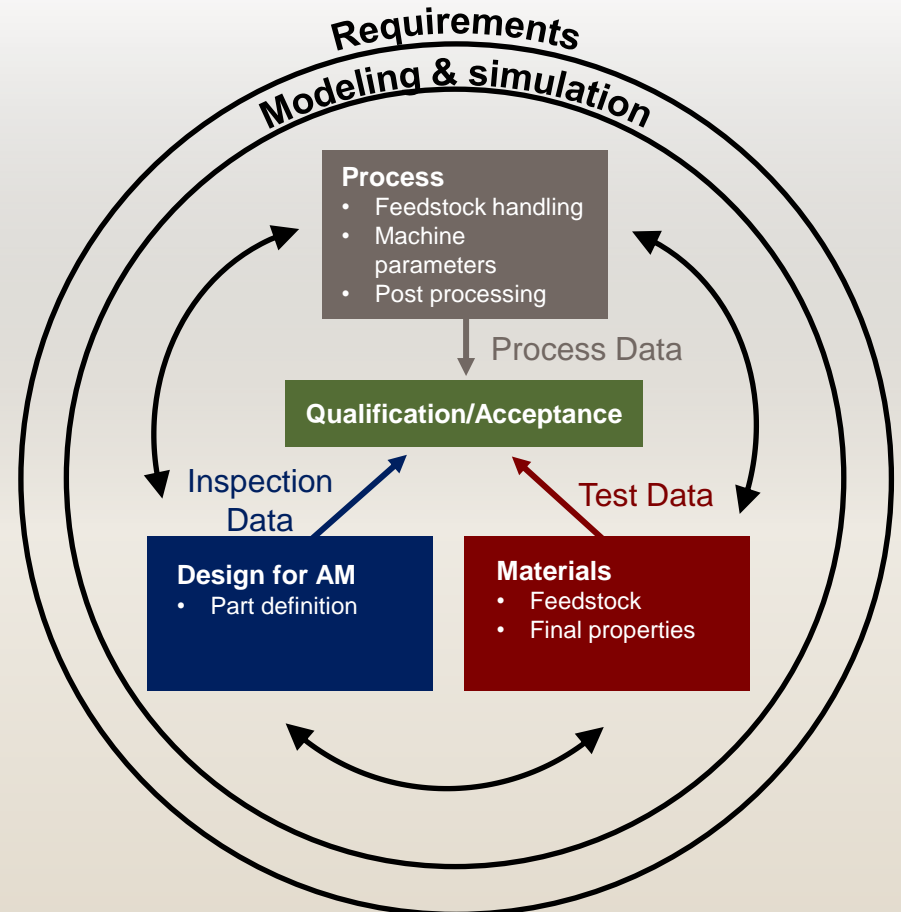 Requirements
Modeling & simulation
Process
• Feedstock handling
• Machine
parameters
• Post processing
Process Data
Qualification/Acceptance
Inspection
Data
Test Data
Design for AM
• Part definition
Materials
• Feedstock
• Final properties